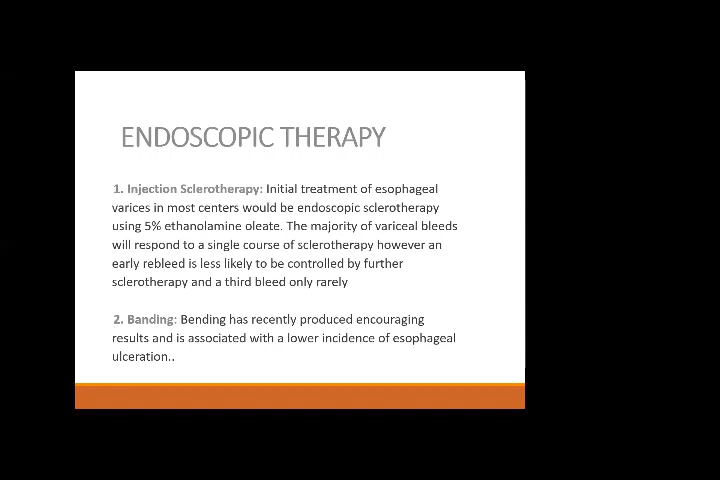 ENDOSCOPIC THERAPY
1. Injection Sclerotherapy: Initial treatment of esophageal
varices in most centers would be endoscopic sclerotherapy
using 5% ethanolamine oleate. The majority of variceal bleeds
will respond to a single course of sclerotherapy however an
early rebleed is less likely to be controlled by further
sclerotherapy and a third bleed only rarely
2. Banding: Bending has recently produced encouraging
results and is associated with a lower incidence of esophageal
ulceration..